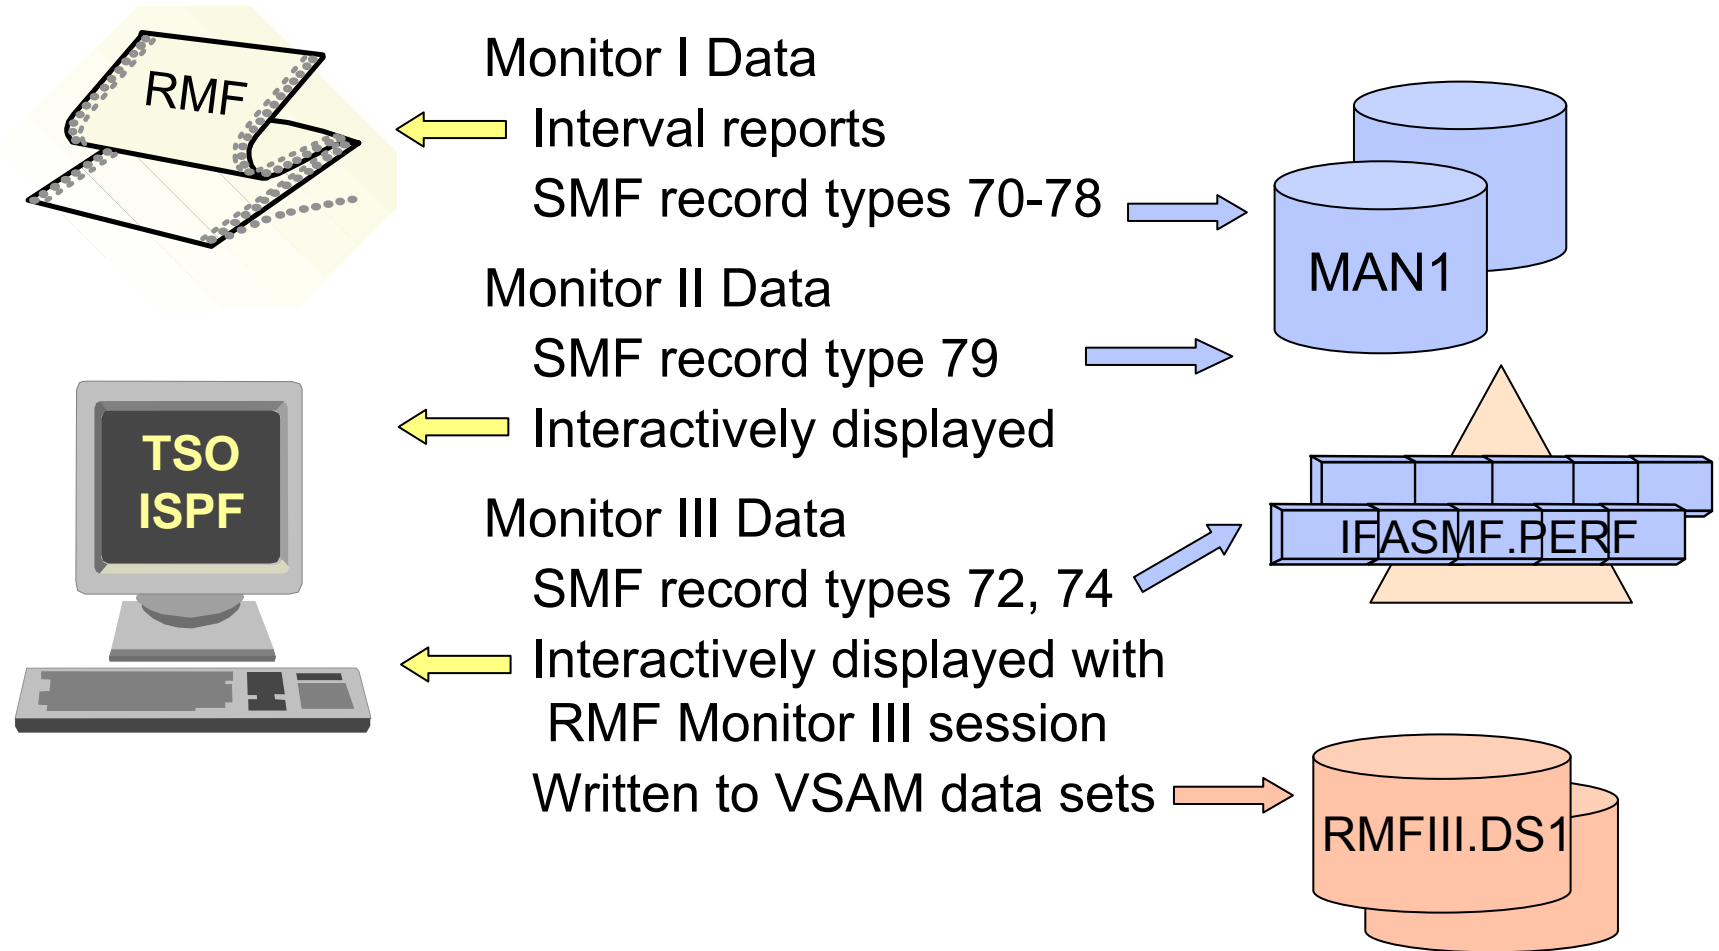 RMF
Monitor I Data
Interval reports
SMF record types 70-78
MAN1
Monitor II Data
SMF record type 79
Interactively displayed
TSO
ISPF
Monitor III Data
SMF record types 72, 74
IFASMF.PERF
Interactively displayed with
RMF Monitor III session
Written to VSAM data sets
RMFIII.DS1